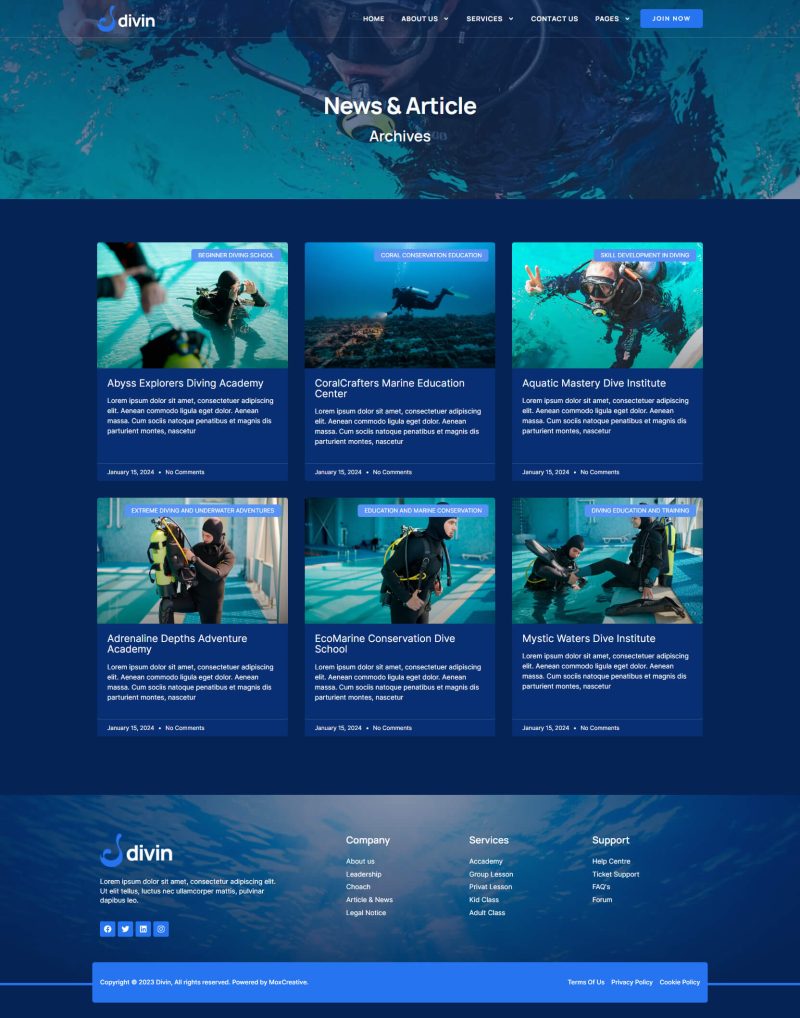 divin
HOME ABOUT US SERVICES CONTACT US PAGES JOIN NOW
News & Article
Archives
BEGINNER DIVING SCHOOL
Abyss Explorers Diving Academy
Lorem ipsum dolor sit amet, consectetuer adipiscing
elit. Aenean commodo ligula eget dolor. Aenean
massa. Cum sociis natoque penatibus et magnis dis
parturient montes, nascetur
January 15, 2024 • No Comments
CORAL CONSERVATION EDUCATION
CoralCrafters Marine Education
Center
Lorem ipsum dolor sit amet, consectetuer adipiscing
elit. Aenean commodo ligula eget dolor. Aenean
massa. Cum sociis natoque penatibus et magnis dis
parturient montes, nascetur
January 15, 2024 • No Comments
SKILL DEVELOPMENT IN DIVING
Aquatic Mastery Dive Institute
Lorem ipsum dolor sit amet, consectetuer adipiscing
elit. Aenean commodo ligula eget dolor. Aenean
massa. Cum sociis natoque penatibus et magnis dis
parturient montes, nascetur
January 15, 2024 • No Comments
EXTREME DIVING AND UNDERWATER ADVENTURES
Adrenaline Depths Adventure
Academy
Lorem ipsum dolor sit amet, consectetuer adipiscing
elit. Aenean commodo ligula eget dolor. Aenean
massa. Cum sociis natoque penatibus et magnis dis
parturient montes, nascetur
January 15, 2024 • No Comments
EDUCATION AND MARINE CONSERVATION
EcoMarine Conservation Dive
School
Lorem ipsum dolor sit amet, consectetuer adipiscing
elit. Aenean commodo ligula eget dolor. Aenean
massa. Cum sociis natoque penatibus et magnis dis
parturient montes, nascetur
January 15, 2024 • No Comments
DIVING EDUCATION AND TRAINING
Mystic Waters Dive Institute
Lorem ipsum dolor sit amet, consectetuer adipiscing
elit. Aenean commodo ligula eget dolor. Aenean
massa. Cum sociis natoque penatibus et magnis dis
parturient montes, nascetur
January 15, 2024 • No Comments
divin
Lorem ipsum dolor sit amet, consectetur adipiscing elit.
Ut elit tellus, luctus nec ullamcorper mattis, pulvinar
dapibus leo.
Company
About us
Leadership
Choach
Article & News
Legal Notice
Services
Accademy
Group Lesson
Privat Lesson
Kid Class
Adult Class
Support
Help Centre
Ticket Support
FAQ's
Forum
Copyright © 2023 Divin, All rights reserved. Powered by MoxCreative.
Terms Of Us Privacy Policy Cookie Policy